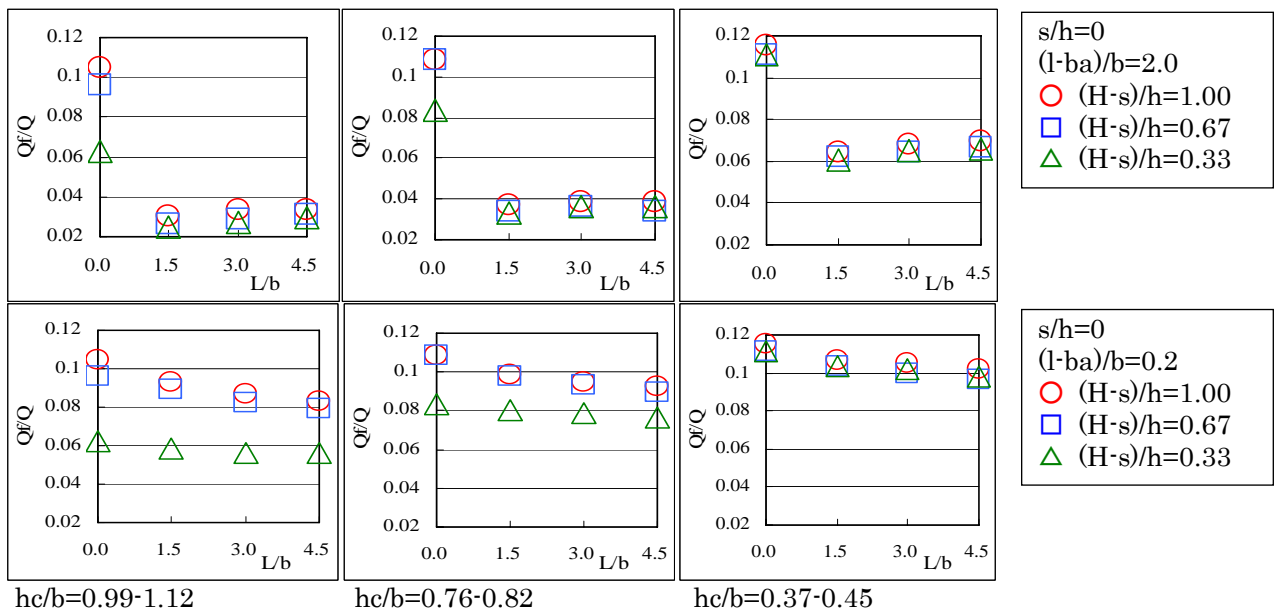 0.12
0.1
0.08
0.06
0.04
0.02
Qf/Q
0.0 1.5 3.0 4.5
L/b
0.12
0.1
0.08
0.06
0.04
0.02
Qf/Q
0.0 1.5 3.0 4.5
L/b
0.12
0.1
0.08
0.06
0.04
0.02
Qf/Q
0.0 1.5 3.0 4.5
L/b
s/h=0
(l-ba)/b=2.0
(H-s)/h=1.00
(H-s)/h=0.67
(H-s)/h=0.33
0.12
0.1
0.08
0.06
0.04
0.02
Qf/Q
0.0 1.5 3.0 4.5
L/b
0.12
0.1
0.08
0.06
0.04
0.02
Qf/Q
0.0 1.5 3.0 4.5
L/b
0.12
0.1
0.08
0.06
0.04
0.02
Qf/Q
0.0 1.5 3.0 4.5
L/b
s/h=0
(l-ba)/b=0.2
(H-s)/h=1.00
(H-s)/h=0.67
(H-s)/h=0.33
hc/b=0.99-1.12
hc/b=0.76-0.82
hc/b=0.37-0.45